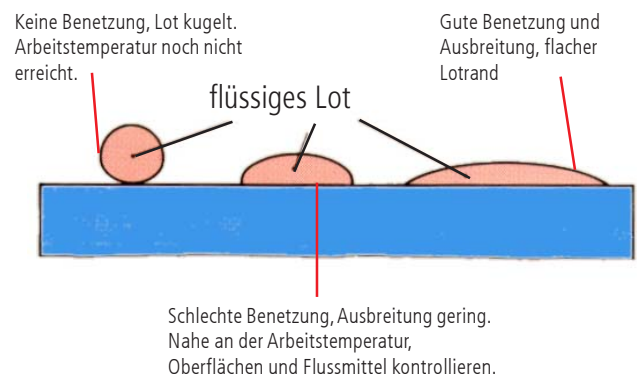 Keine Benetzung, Lot kugelt.
Arbeitstemperatur noch nicht
erreicht.
Gute Benetzung und
Ausbreitung, flacher
Lotrand
flüssiges Lot
Schlechte Benetzung, Ausbreitung gering.
Nahe an der Arbeitstemperatur,
Oberflächen und Flussmittel kontrollieren.